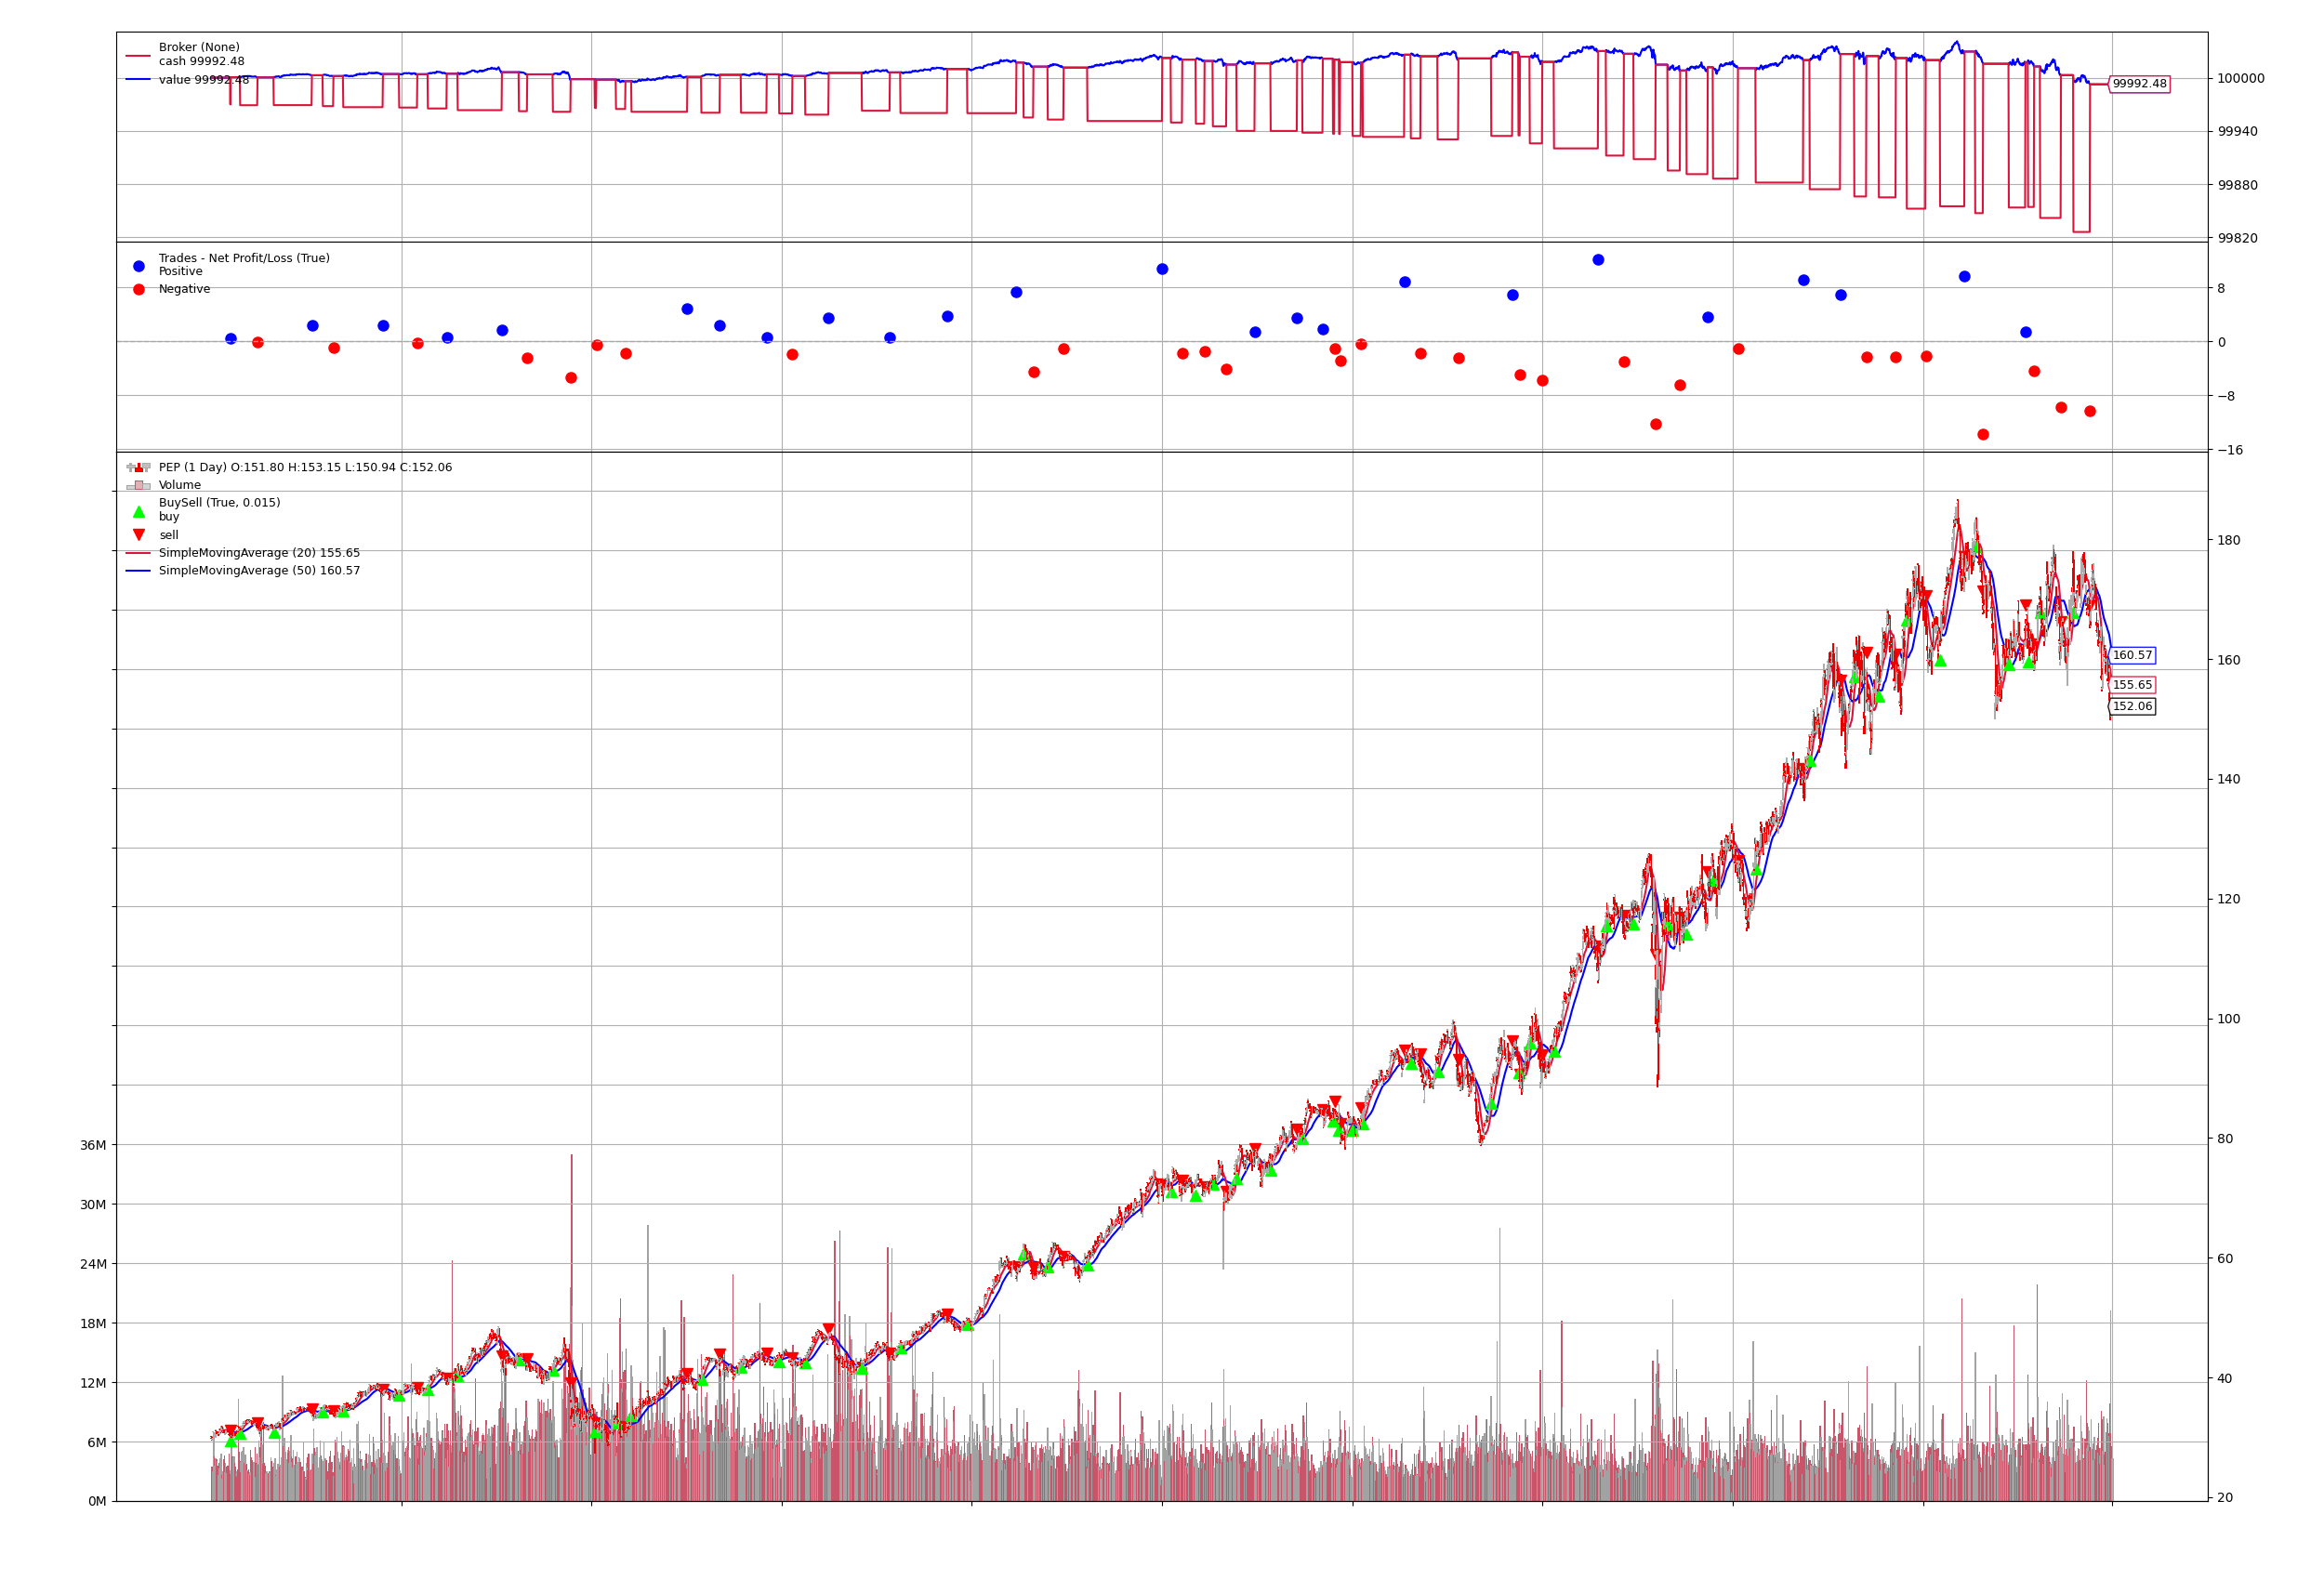 Broker (None)
cash 99992.48
value 99992.48
100000
99992.48
99940
99880
99820
Trades - Net Profit/Loss (True)
Positive
Negative
8
0
−8
−16
PEP (1 Day) O:151.80 H:153.15 L:150.94 C:152.06
Volume
BuySell (True, 0.015)
buy
sell
SimpleMovingAverage (20) 155.65
SimpleMovingAverage (50) 160.57
180
160
160.57
155.65
152.06
140
120
100
80
60
40
20
36M
30M
24M
18M
12M
6M
0M